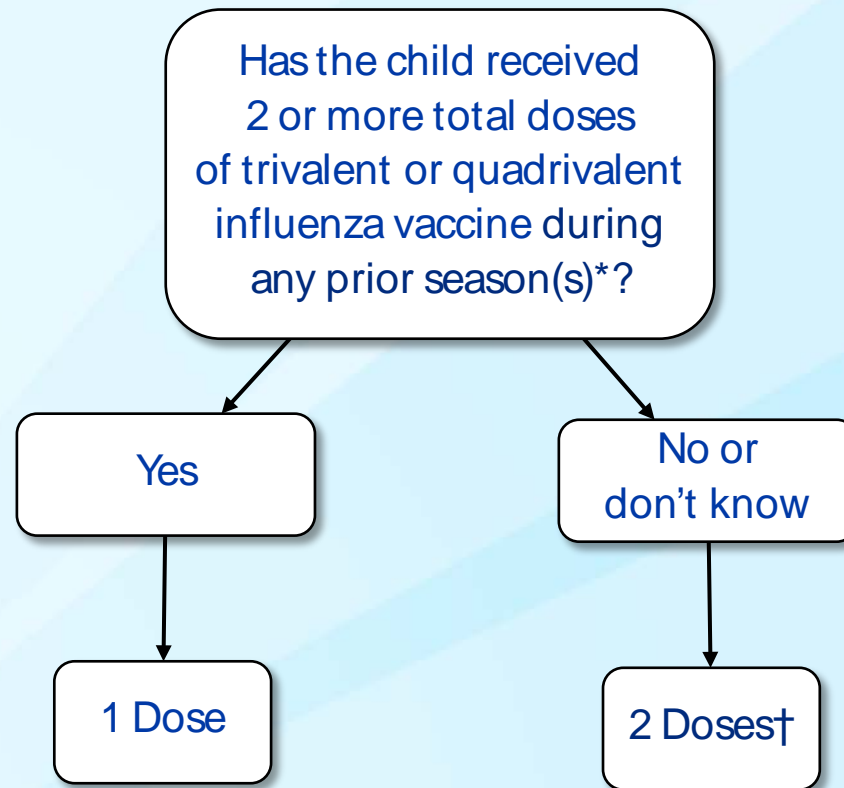 Has the child received
2 or more total doses
of trivalent or quadrivalent
influenza vaccine during
any prior season(s)*?
Yes
No or
don't know
1 Dose
2 Doses†